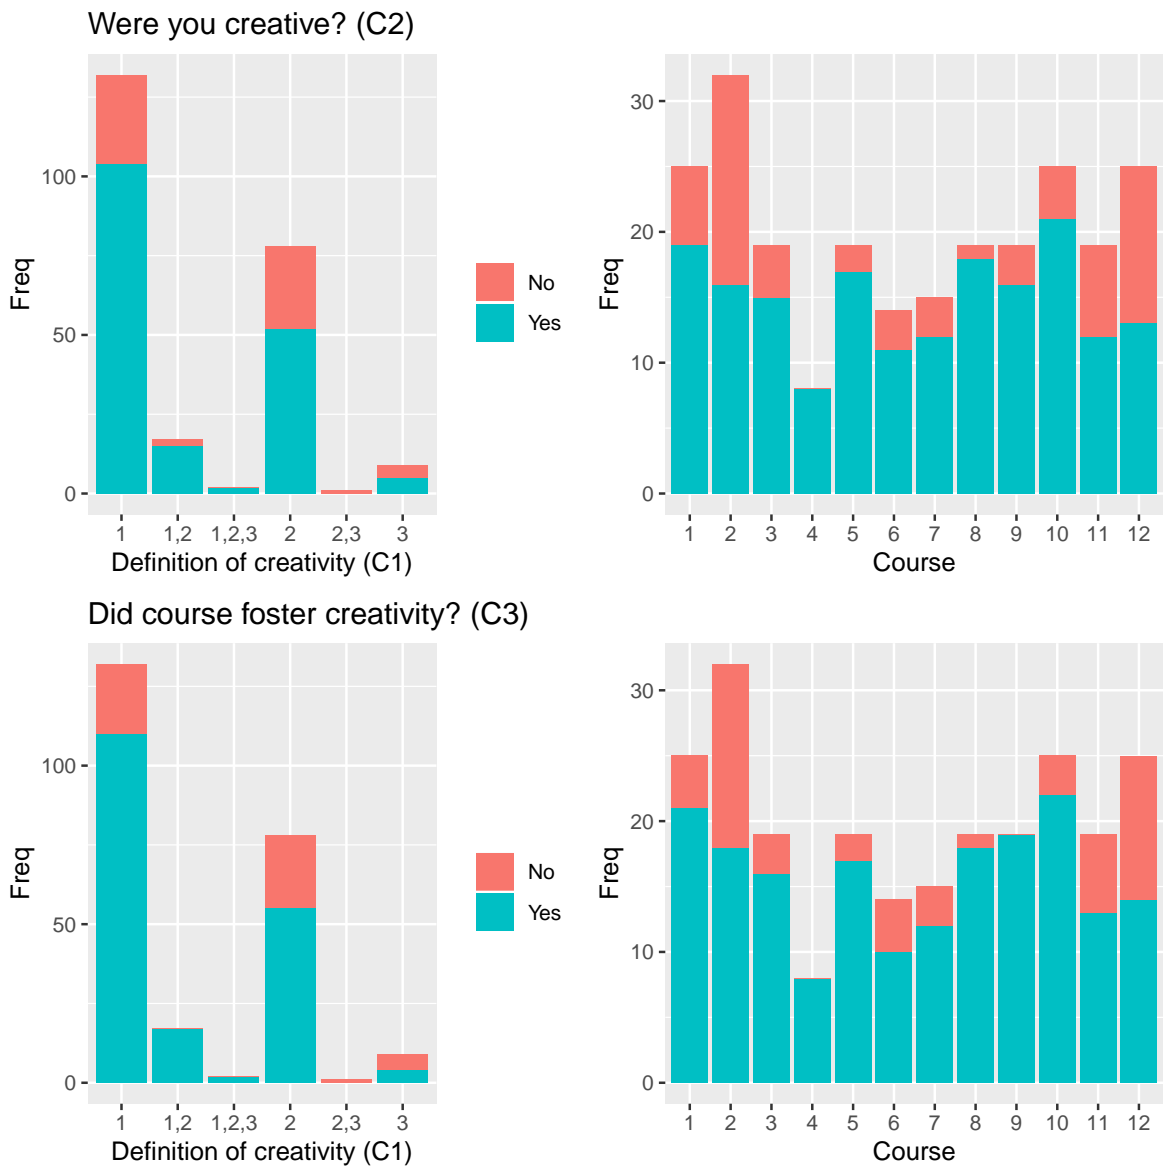 Were you creative? (C2)
Freq
100
50
0
1 1,2 1,2,3 2 2,3 3
Definition of creativity (C1)
No
Yes
Freq
30
20
10
0
1 2 3 4 5 6 7 8 9 10 11 12
Course
Did course foster creativity? (C3)
Freq
100
50
0
1 1,2 1,2,3 2 2,3 3
Definition of creativity (C1)
No
Yes
Freq
30
20
10
0
1 2 3 4 5 6 7 8 9 10 11 12
Course